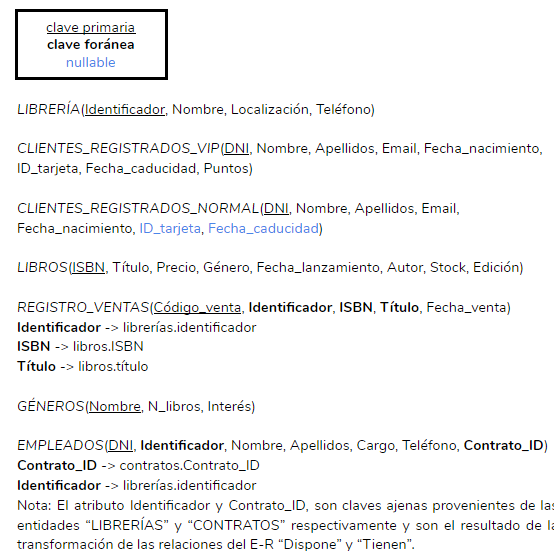 clave primaria
clave foránea
nullable
LIBRERÍA(Identificador, Nombre, Localización, Teléfono)
CLIENTES_REGISTRADOS_VIP(DNI, Nombre, Apellidos, Email, Fecha_nacimiento,
ID_tarjeta, Fecha_caducidad, Puntos)
CLIENTES_REGISTRADOS_NORMAL(DNI, Nombre, Apellidos, Email,
Fecha_nacimiento, ID_tarjeta, Fecha_caducidad)
LIBROS(ISBN, Título, Precio, Género, Fecha_lanzamiento, Autor, Stock, Edición)
REGISTRO_VENTAS(Código_venta, Identificador, ISBN, Título, Fecha_venta)
Identificador -> librerías.identificador
ISBN -> libros.ISBN
Título -> libros.título
GÉNEROS(Nombre, N_libros, Interés)
EMPLEADOS(DNI, Identificador, Nombre, Apellidos, Cargo, Teléfono, Contrato_ID)
Contrato_ID -> contratos.Contrato_ID
Identificador -> librerías.identificador
Nota: El atributo Identificador y Contrato_ID, son claves ajenas provenientes de las
entidades “LIBRERÍAS” y “CONTRATOS” respectivamente y son el resultado de la
transformación de las relaciones del E-R “Dispone” y “Tienen”.